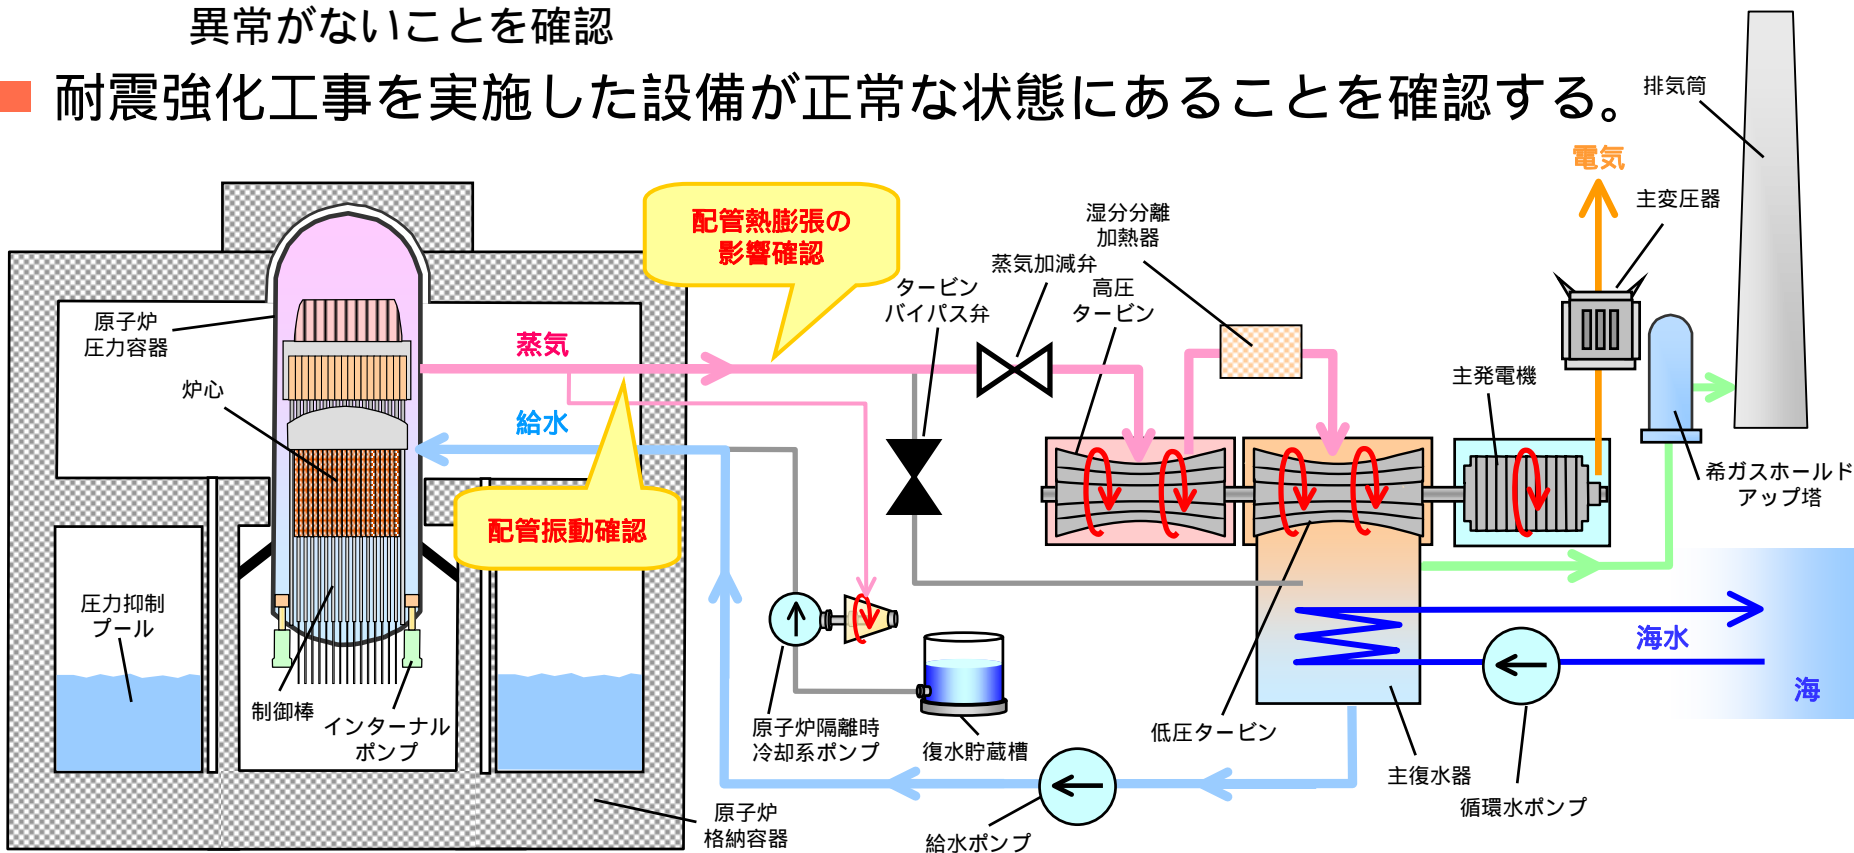 異常がないことを確認
耐震強化工事を実施した設備が正常な状態にあることを確認する。
排気筒
電気
主変圧器
配管熱膨張の
影響確認
湿分分離
加熱器
蒸気加減弁
タービン
バイパス弁
高圧
タービン
原子炉
圧力容器
蒸気
炉心
主発電機
給水
希ガスホールド
アップ塔
配管振動確認
圧力抑制
プール
海水
海
制御棒
インターナル
ポンプ
原子炉隔離時
冷却系ポンプ
復水貯蔵槽
低圧タービン
主復水器
循環水ポンプ
原子炉
格納容器
給水ポンプ